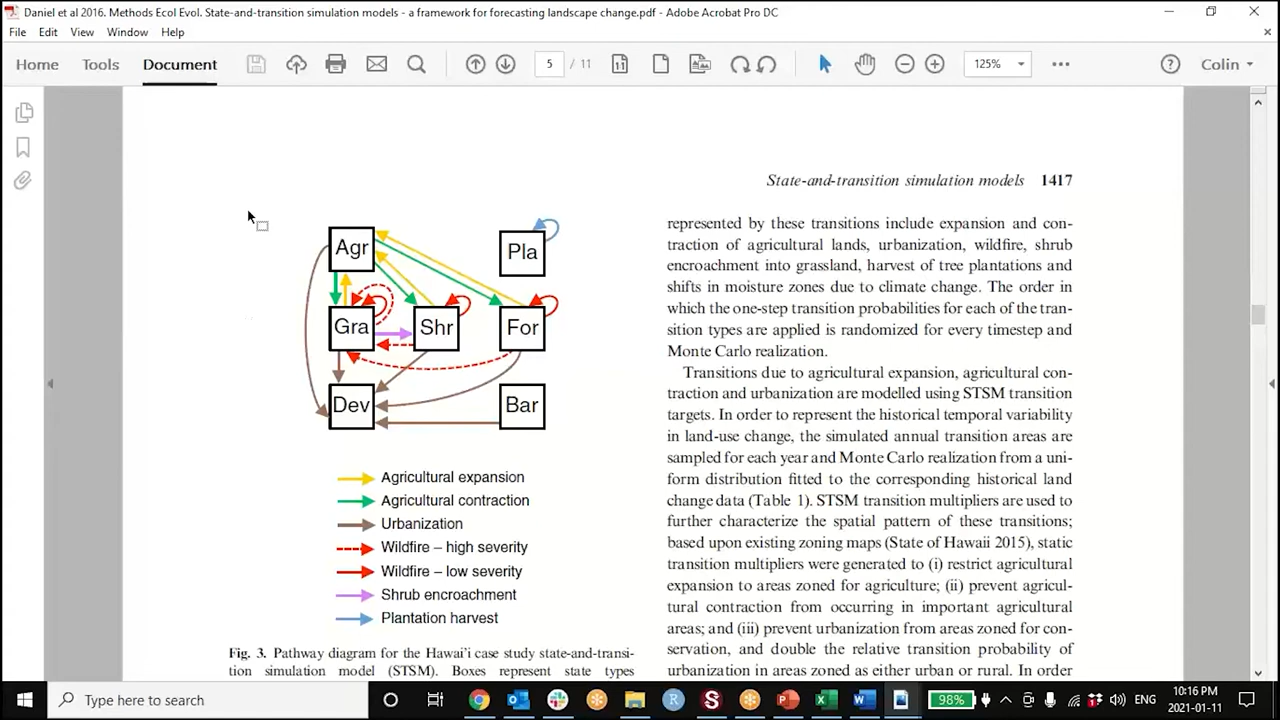 Daniel et al 2016. Methods Ecol Evol. State-and-transition simulation models - a framework for forecasting landscape change.pdf - Adobe Acrobat Pro DC
File Edit View Window Help
Home Tools Document 5 / 11 125% Colin
State-and-transition simulation models 1417
Agr Pla
Gra Shr For
Dev Bar
Agricultural expansion
Agricultural contraction
Urbanization
Wildfire – high severity
Wildfire – low severity
Shrub encroachment
Plantation harvest
Fig. 3. Pathway diagram for the Hawai'i case study state-and-transi-
tion simulation model (STSM). Boxes represent state types
represented by these transitions include expansion and con-
traction of agricultural lands, urbanization, wildfire, shrub
encroachment into grassland, harvest of tree plantations and
shifts in moisture zones due to climate change. The order in
which the one-step transition probabilities for each of the tran-
sition types are applied is randomized for every timestep and
Monte Carlo realization.
Transitions due to agricultural expansion, agricultural con-
traction and urbanization are modelled using STSM transition
targets. In order to represent the historical temporal variability
in land-use change, the simulated annual transition areas are
sampled for each year and Monte Carlo realization from a uni-
form distribution fitted to the corresponding historical land
change data (Table 1). STSM transition multipliers are used to
further characterize the spatial pattern of these transitions;
based upon existing zoning maps (State of Hawaii 2015), static
transition multipliers were generated to (i) restrict agricultural
expansion to areas zoned for agriculture; (ii) prevent agricul-
tural contraction from occurring in important agricultural
areas; and (iii) prevent urbanization from areas zoned for con-
servation, and double the relative transition probability of
urbanization in areas zoned as either urban or rural. In order
Type here to search
98% ENG 10:16 PM
2021-01-11